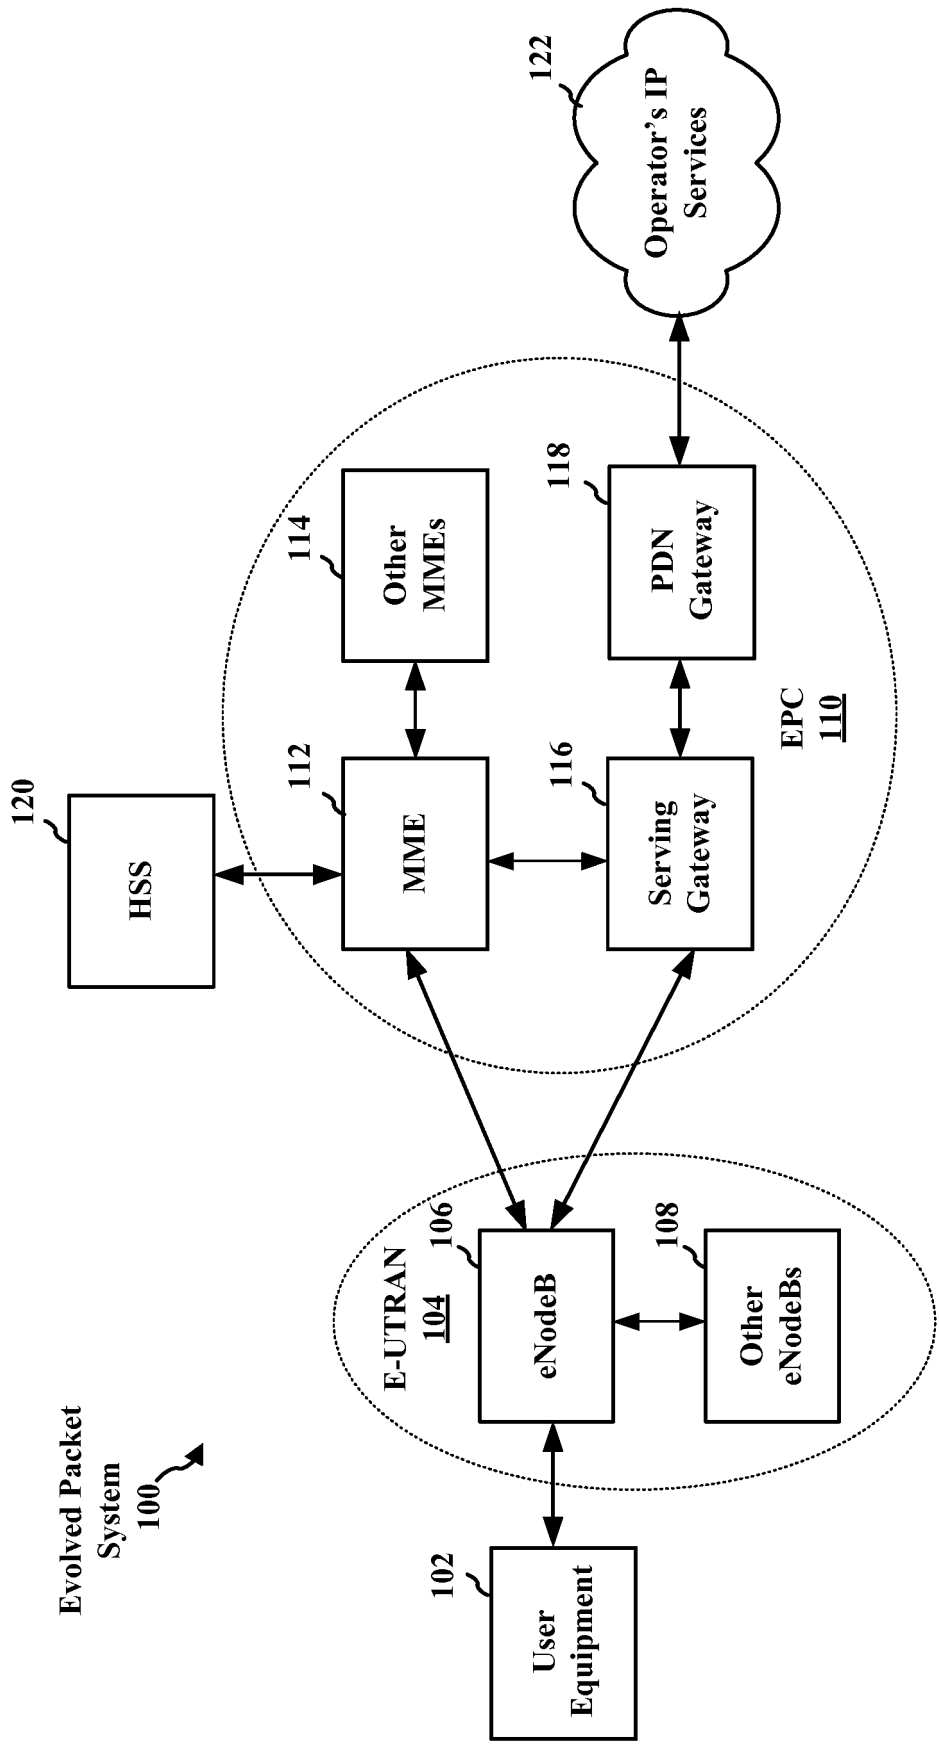 Evolved Packet
System
100
120
HSS
114
Other
MMEs
112
MME
122
Operator's IP
Services
118
PDN
Gateway
116
Serving
Gateway
EPC
110
E-UTRAN
104
106
eNodeB
108
Other
eNodeBs
102
User
Equipment